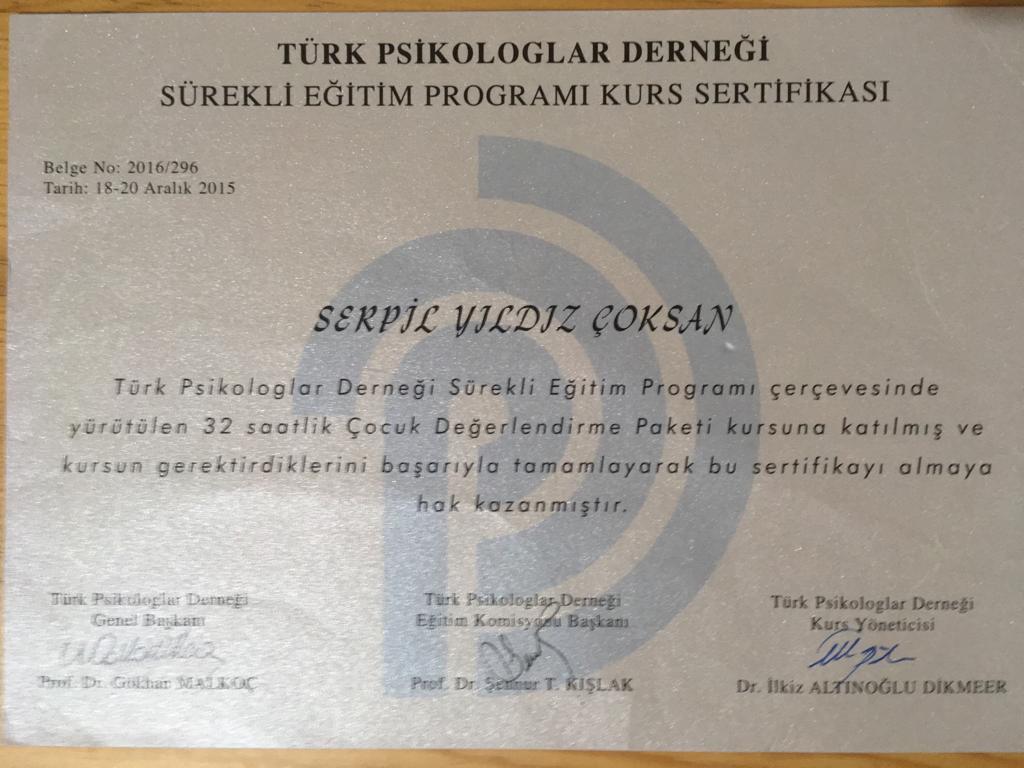 TÜRK PSİKOLOGLAR DERNEĞİ
SÜREKLİ EĞİTİM PROGRAMI KURS SERTİFİKASI
Belge No: 2016/296
Tarih: 18-20 Aralık 2015
SERPİL YILDIZ ÇOKSAN
Türk Psikologlar Derneği Sürekli Eğitim Programı çerçevesinde
yürütülen 32 saatlik Çocuk Değerlendirme Paketi kursuna katılmış ve
kursun gerektirdiklerini başarıyla tamamlayarak bu sertifikayı almaya
hak kazanmıştır.
Türk Psikologlar Derneği
Genel Başkanı
Prof. Dr. Gökhan MALKOÇ
Türk Psikologlar Derneği
Eğitim Komisyonu Başkanı
Prof. Dr. Şennur T. KIŞLAK
Türk Psikologlar Derneği
Kurs Yöneticisi
Dr. İlkiz ALTINOĞLU DİKMEER